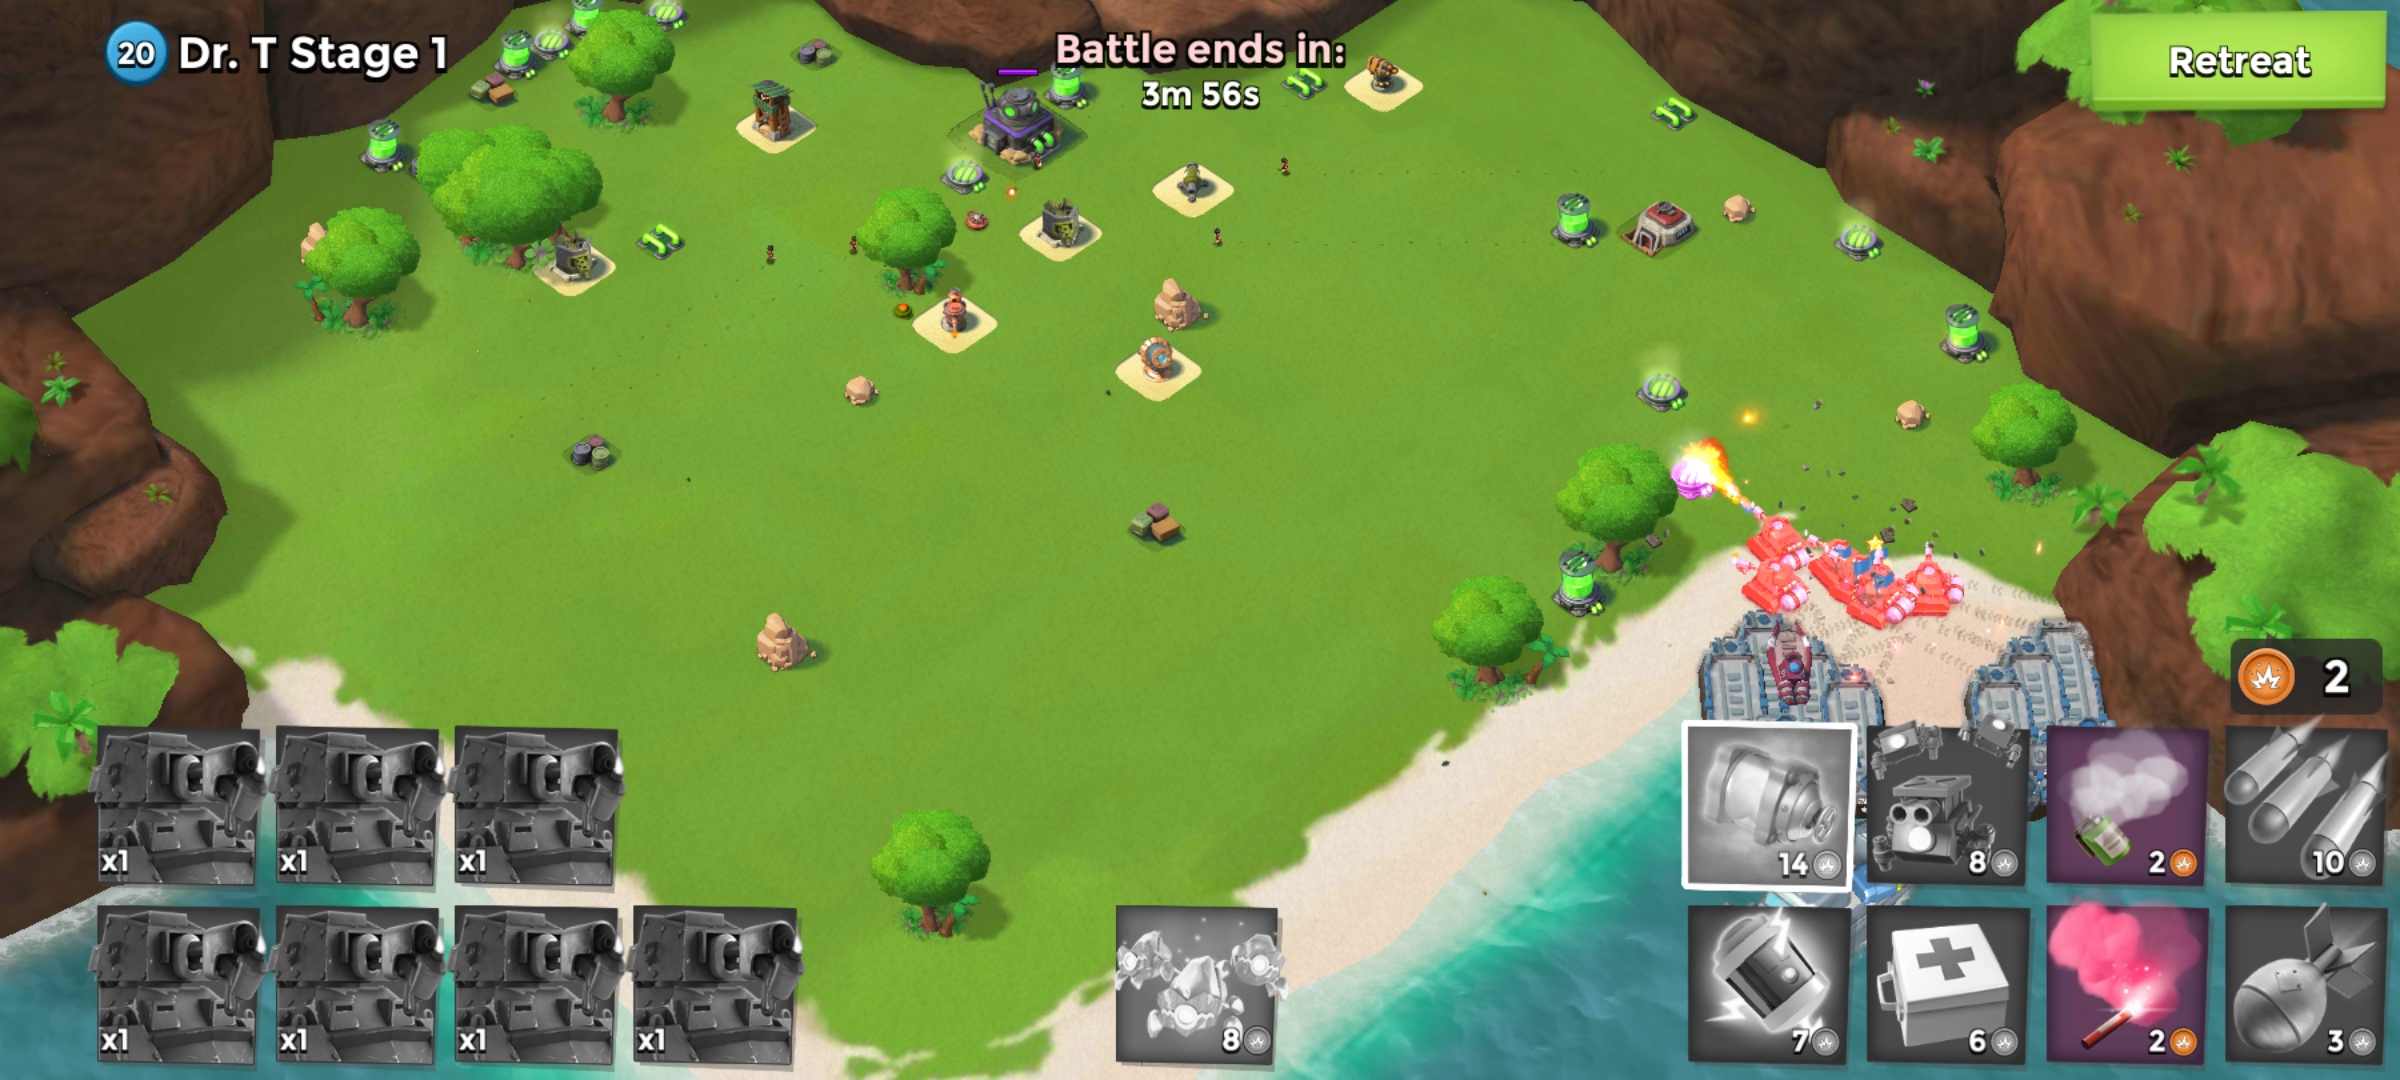 20 Dr. T Stage 1
Battle ends in:
3m 56s
Retreat
2
x1 x1 x1
14 8 2 10
x1 x1 x1 x1
8
7 6 2 3